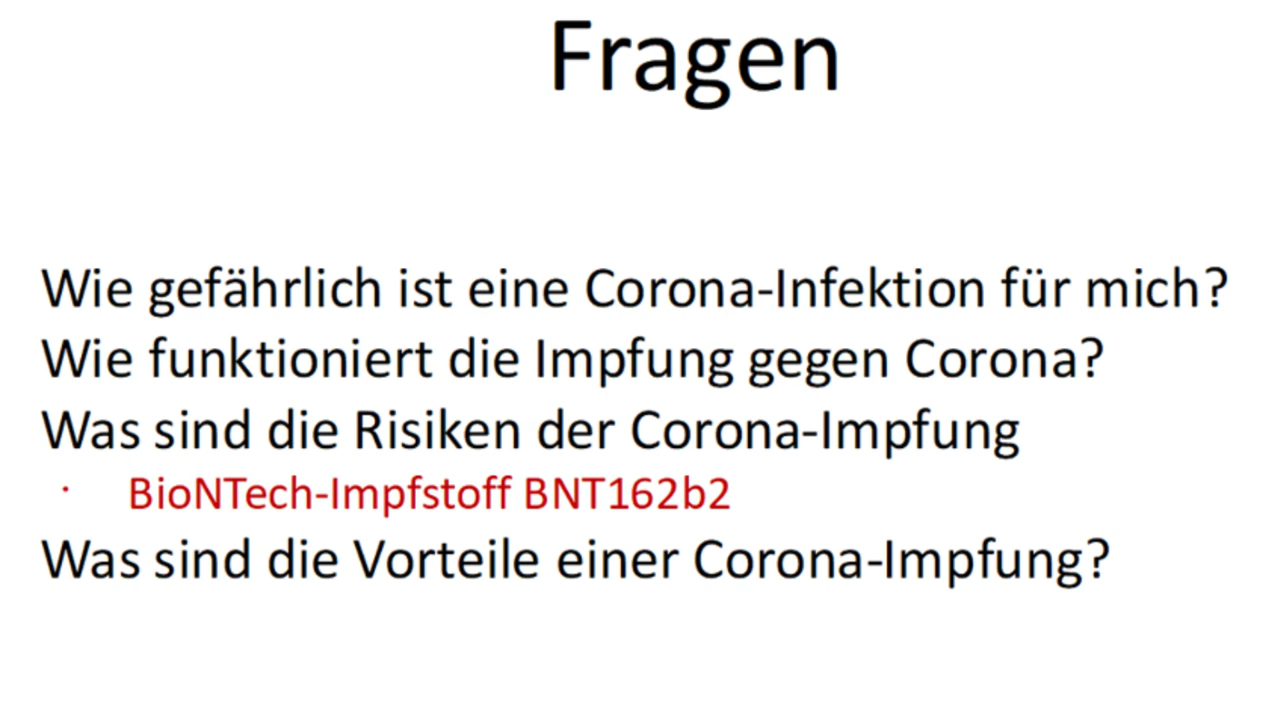 Fragen
Wie gefährlich ist eine Corona-Infektion für mich?
Wie funktioniert die Impfung gegen Corona?
Was sind die Risiken der Corona-Impfung
· BioNTech-Impfstoff BNT162b2
Was sind die Vorteile einer Corona-Impfung?